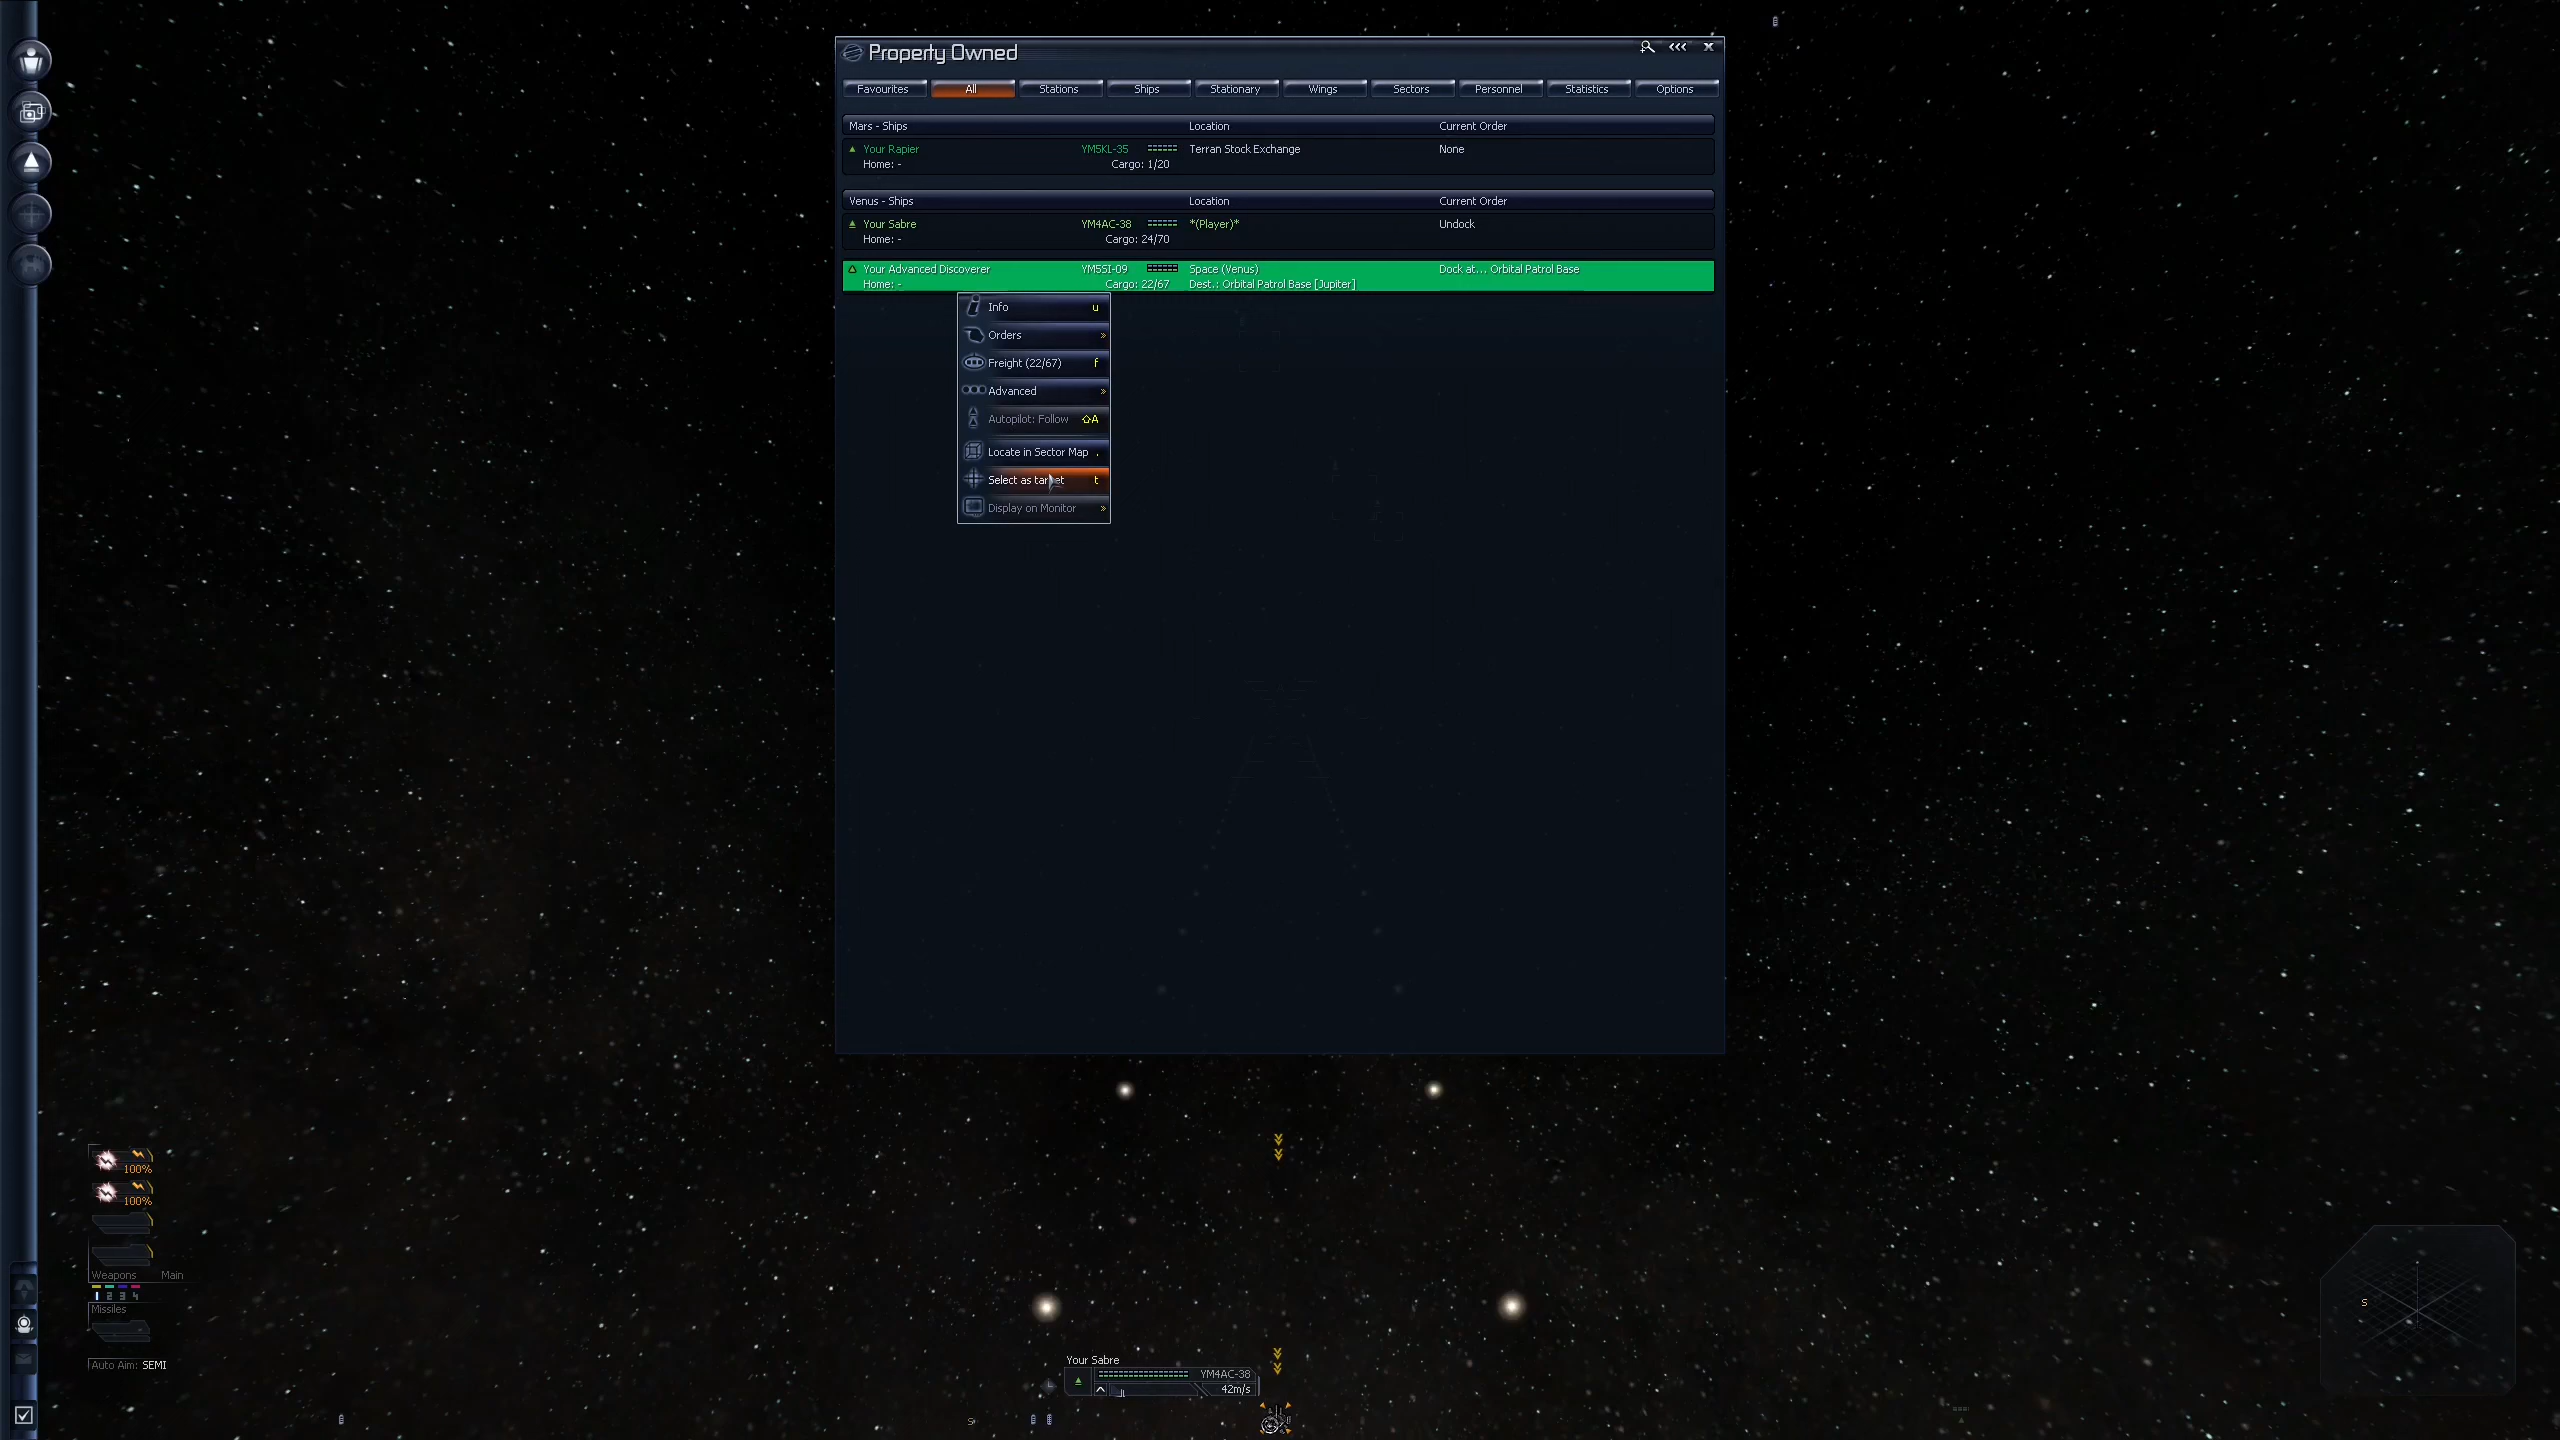 Property Owned
Favourites All Stations Ships Stationary Wings Sectors Personnel Statistics Options
Mars - Ships Location Current Order
Your Rapier YM5KL-35 Terran Stock Exchange None
Home: - Cargo: 1/20
Venus - Ships Location Current Order
Your Sabre YM4AC-38 *(Player)* Undock
Home: - Cargo: 24/70
Your Advanced Discoverer YM5SI-09 Space (Venus) Dock at... Orbital Patrol Base
Home: - Cargo: 22/67 Dest.: Orbital Patrol Base [Jupiter]
Info u
Orders »
Freight (22/67) f
Advanced »
Autopilot: Follow ⇧A
Locate in Sector Map .
Select as target t
Display on Monitor »
100%
100%
Weapons Main
1 2 3 4
Missiles
Auto Aim: SEMI
Your Sabre
YM4AC-38
42m/s
S
S